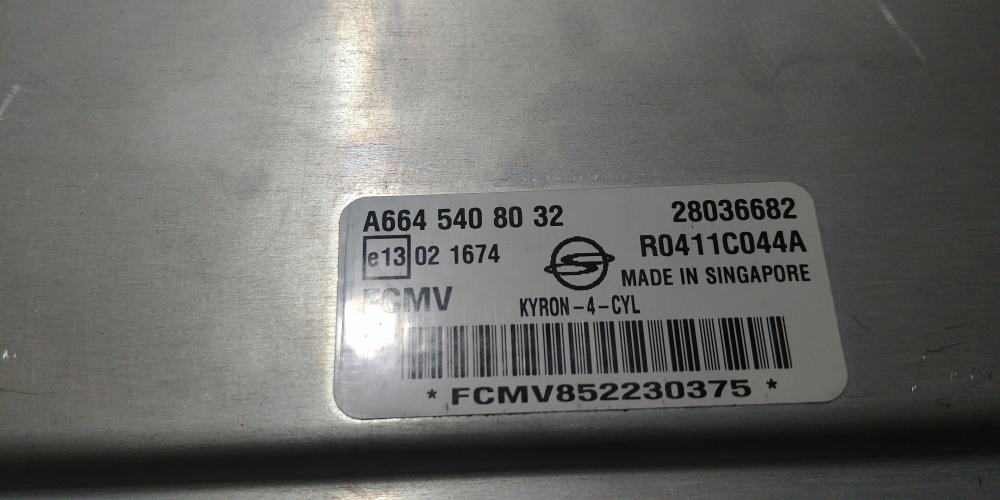 A664 540 80 32 28036682
e13 02 1674 R0411C044A
MADE IN SINGAPORE
FCMV KYRON-4-CYL
* FCMV852230375 *